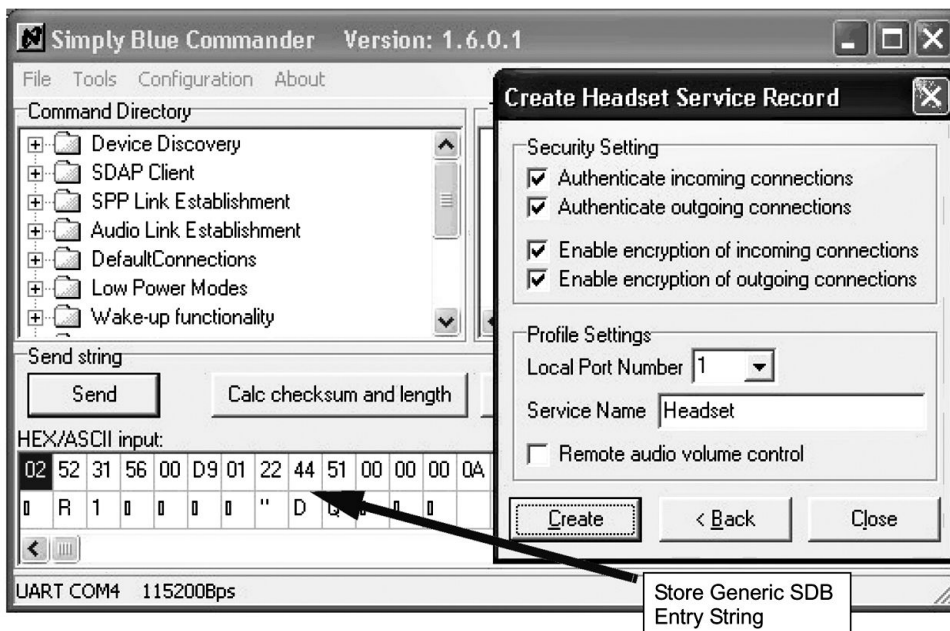 Simply Blue Commander Version: 1.6.0.1
File Tools Configuration About
Command Directory
Device Discovery
SDAP Client
SPP Link Establishment
Audio Link Establishment
DefaultConnections
Low Power Modes
Wake-up functionality
Send string
Send
Calc checksum and length
HEX/ASCII input:
02 52 31 56 00 D9 01 22 44 51 00 00 00 0A
R 1 " D Q
UART COM4 115200Bps
Create Headset Service Record
Security Setting
Authenticate incoming connections
Authenticate outgoing connections
Enable encryption of incoming connections
Enable encryption of outgoing connections
Profile Settings
Local Port Number 1
Service Name Headset
Remote audio volume control
Create
< Back
Close
Store Generic SDB
Entry String